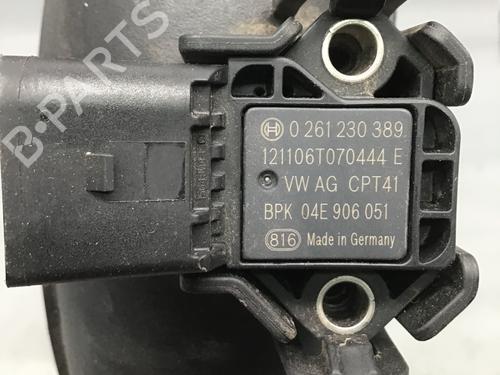 B-PARTS
0 261 230 389
121106T070444 E
VW AG CPT41
BPK 04E 906 051
816 Made in Germany